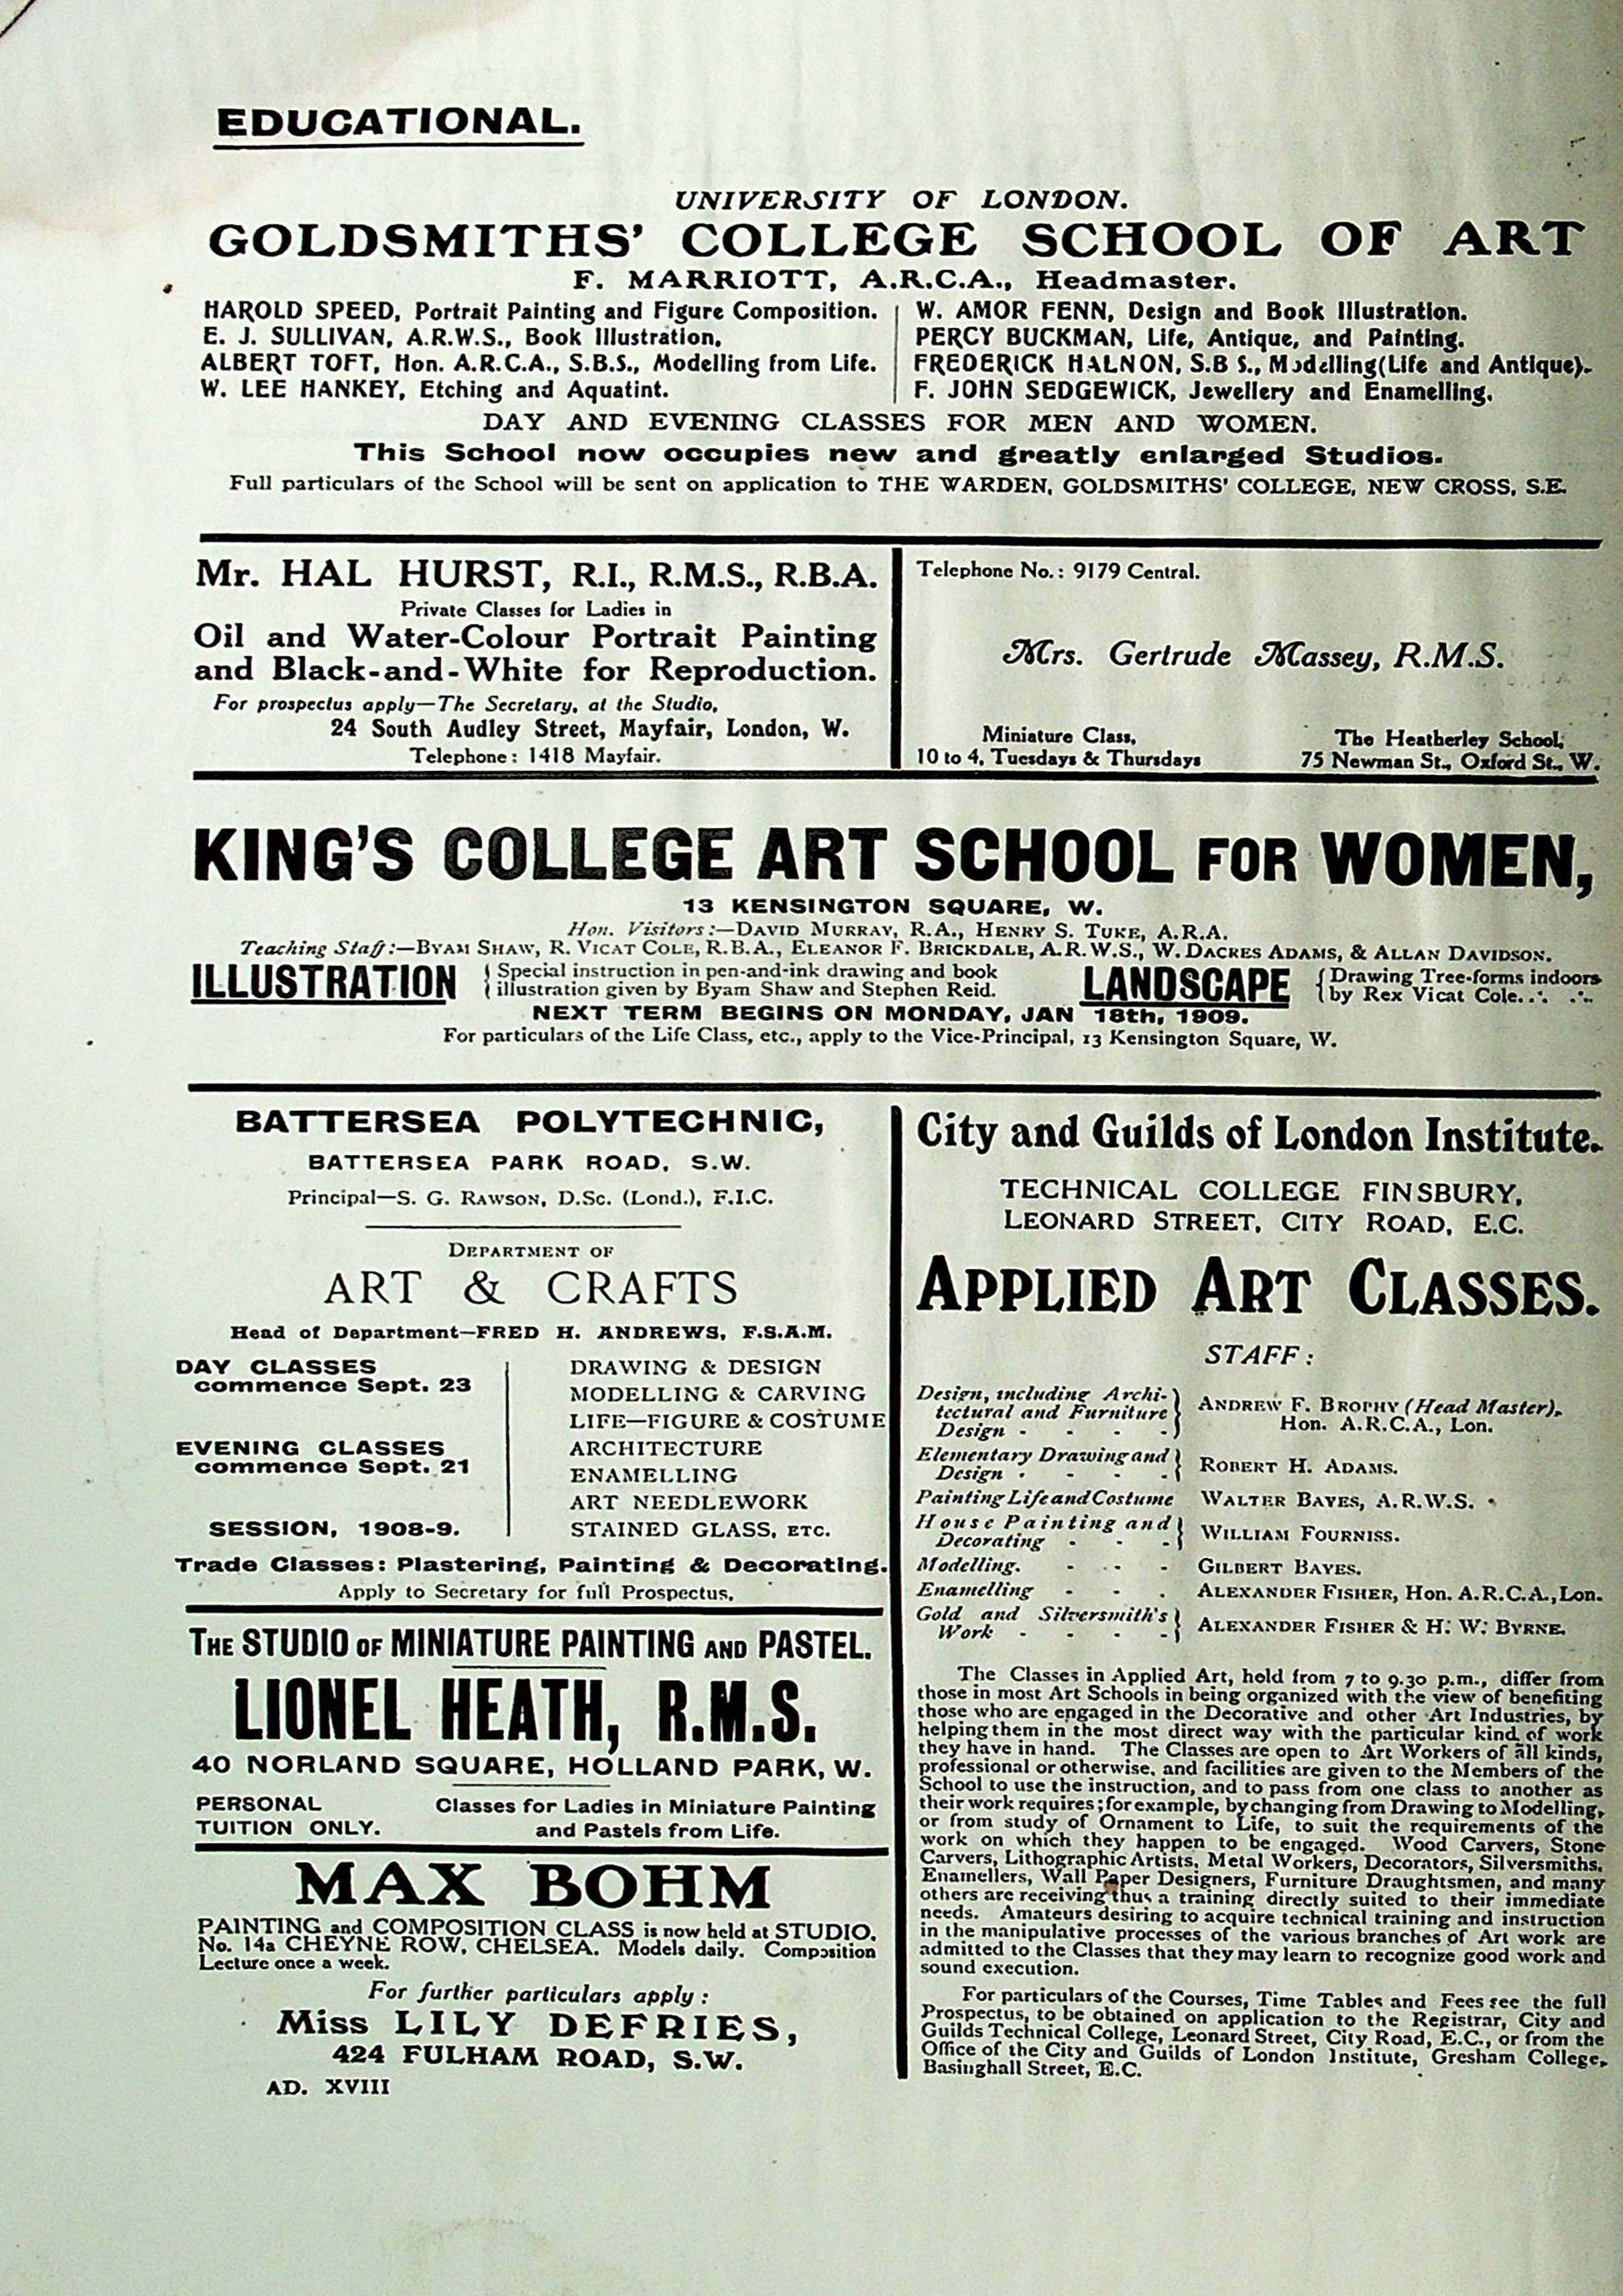 EDUCATIONAL.
UNIVERSITY OF LONDON.
GOLDSMITHS' COLLEGE SCHOOL OF ART
F. MARRIOTT, A.R.C.A., Headmaster.
HAROLD SPEED, Portrait Painting and Figure Composition.
E. J. SULLIVAN, A.R.W.S., Book Illustration.
ALBERT TOFT, Hon. A.R.C.A., S.B.S., Modelling from Life.
W. LEE HANKEY, Etching and Aquatint.
W. AMOR FENN, Design and Book Illustration.
PERCY BUCKMAN, Life, Antique, and Painting.
FREDERICK HALNON, S.B S., Modelling(Life and Antique).
F. JOHN SEDGEWICK, Jewellery and Enamelling.
DAY AND EVENING CLASSES FOR MEN AND WOMEN.
This School now occupies new and greatly enlarged Studios.
Full particulars of the School will be sent on application to THE WARDEN, GOLDSMITHS' COLLEGE, NEW CROSS, S.E.
Mr. HAL HURST, R.I., R.M.S., R.B.A.
Private Classes for Ladies in
Oil and Water-Colour Portrait Painting
and Black-and-White for Reproduction.
For prospectus apply—The Secretary, at the Studio,
24 South Audley Street, Mayfair, London, W.
Telephone: 1418 Mayfair.
Telephone No.: 9179 Central.
Mrs. Gertrude Massey, R.M.S.
Miniature Class,
10 to 4, Tuesdays & Thursdays
The Heatherley School,
75 Newman St., Oxford St., W.
KING'S COLLEGE ART SCHOOL FOR WOMEN,
13 KENSINGTON SQUARE, W.
Hon. Visitors:—DAVID MURRAY, R.A., HENRY S. TUKE, A.R.A.
Teaching Staff:—BYAM SHAW, R. VICAT COLE, R.B.A., ELEANOR F. BRICKDALE, A.R.W.S., W. DACRES ADAMS, & ALLAN DAVIDSON.
ILLUSTRATION { Special instruction in pen-and-ink drawing and book
illustration given by Byam Shaw and Stephen Reid.
LANDSCAPE { Drawing Tree-forms indoors
by Rex Vicat Cole. ∴ ∴
NEXT TERM BEGINS ON MONDAY, JAN 18th, 1909.
For particulars of the Life Class, etc., apply to the Vice-Principal, 13 Kensington Square, W.
BATTERSEA POLYTECHNIC,
BATTERSEA PARK ROAD, S.W.
Principal—S. G. RAWSON, D.Sc. (Lond.), F.I.C.
DEPARTMENT OF
ART & CRAFTS
Head of Department—FRED H. ANDREWS, F.S.A.M.
DAY CLASSES
commence Sept. 23
EVENING CLASSES
commence Sept. 21
SESSION, 1908-9.
DRAWING & DESIGN
MODELLING & CARVING
LIFE—FIGURE & COSTUME
ARCHITECTURE
ENAMELLING
ART NEEDLEWORK
STAINED GLASS, ETC.
Trade Classes: Plastering, Painting & Decorating.
Apply to Secretary for full Prospectus.
THE STUDIO OF MINIATURE PAINTING AND PASTEL.
LIONEL HEATH, R.M.S.
40 NORLAND SQUARE, HOLLAND PARK, W.
PERSONAL
TUITION ONLY.
Classes for Ladies in Miniature Painting
and Pastels from Life.
MAX BOHM
PAINTING and COMPOSITION CLASS is now held at STUDIO,
No. 14a CHEYNE ROW, CHELSEA. Models daily. Composition
Lecture once a week.
For further particulars apply:
Miss LILY DEFRIES,
424 FULHAM ROAD, S.W.
AD. XVIII
City and Guilds of London Institute.
TECHNICAL COLLEGE FINSBURY,
LEONARD STREET, CITY ROAD, E.C.
APPLIED ART CLASSES.
STAFF:
Design, including Archi-
tectural and Furniture
Design - - - - } ANDREW F. BROPHY (Head Master),
Hon. A.R.C.A., Lon.
Elementary Drawing and
Design - - - - } ROBERT H. ADAMS.
Painting Life and Costume WALTER BAYES, A.R.W.S.
House Painting and
Decorating - - - } WILLIAM FOURNISS.
Modelling. - - - GILBERT BAYES.
Enamelling - - - ALEXANDER FISHER, Hon. A.R.C.A., Lon.
Gold and Silversmith's
Work - - - - } ALEXANDER FISHER & H. W. BYRNE.
The Classes in Applied Art, held from 7 to 9.30 p.m., differ from
those in most Art Schools in being organized with the view of benefiting
those who are engaged in the Decorative and other Art Industries, by
helping them in the most direct way with the particular kind of work
they have in hand. The Classes are open to Art Workers of all kinds,
professional or otherwise, and facilities are given to the Members of the
School to use the instruction, and to pass from one class to another as
their work requires; for example, by changing from Drawing to Modelling,
or from study of Ornament to Life, to suit the requirements of the
work on which they happen to be engaged. Wood Carvers, Stone
Carvers, Lithographic Artists, Metal Workers, Decorators, Silversmiths,
Enamellers, Wall Paper Designers, Furniture Draughtsmen, and many
others are receiving thus a training directly suited to their immediate
needs. Amateurs desiring to acquire technical training and instruction
in the manipulative processes of the various branches of Art work are
admitted to the Classes that they may learn to recognize good work and
sound execution.
For particulars of the Courses, Time Tables and Fees see the full
Prospectus, to be obtained on application to the Registrar, City and
Guilds Technical College, Leonard Street, City Road, E.C., or from the
Office of the City and Guilds of London Institute, Gresham College,
Basinghall Street, E.C.